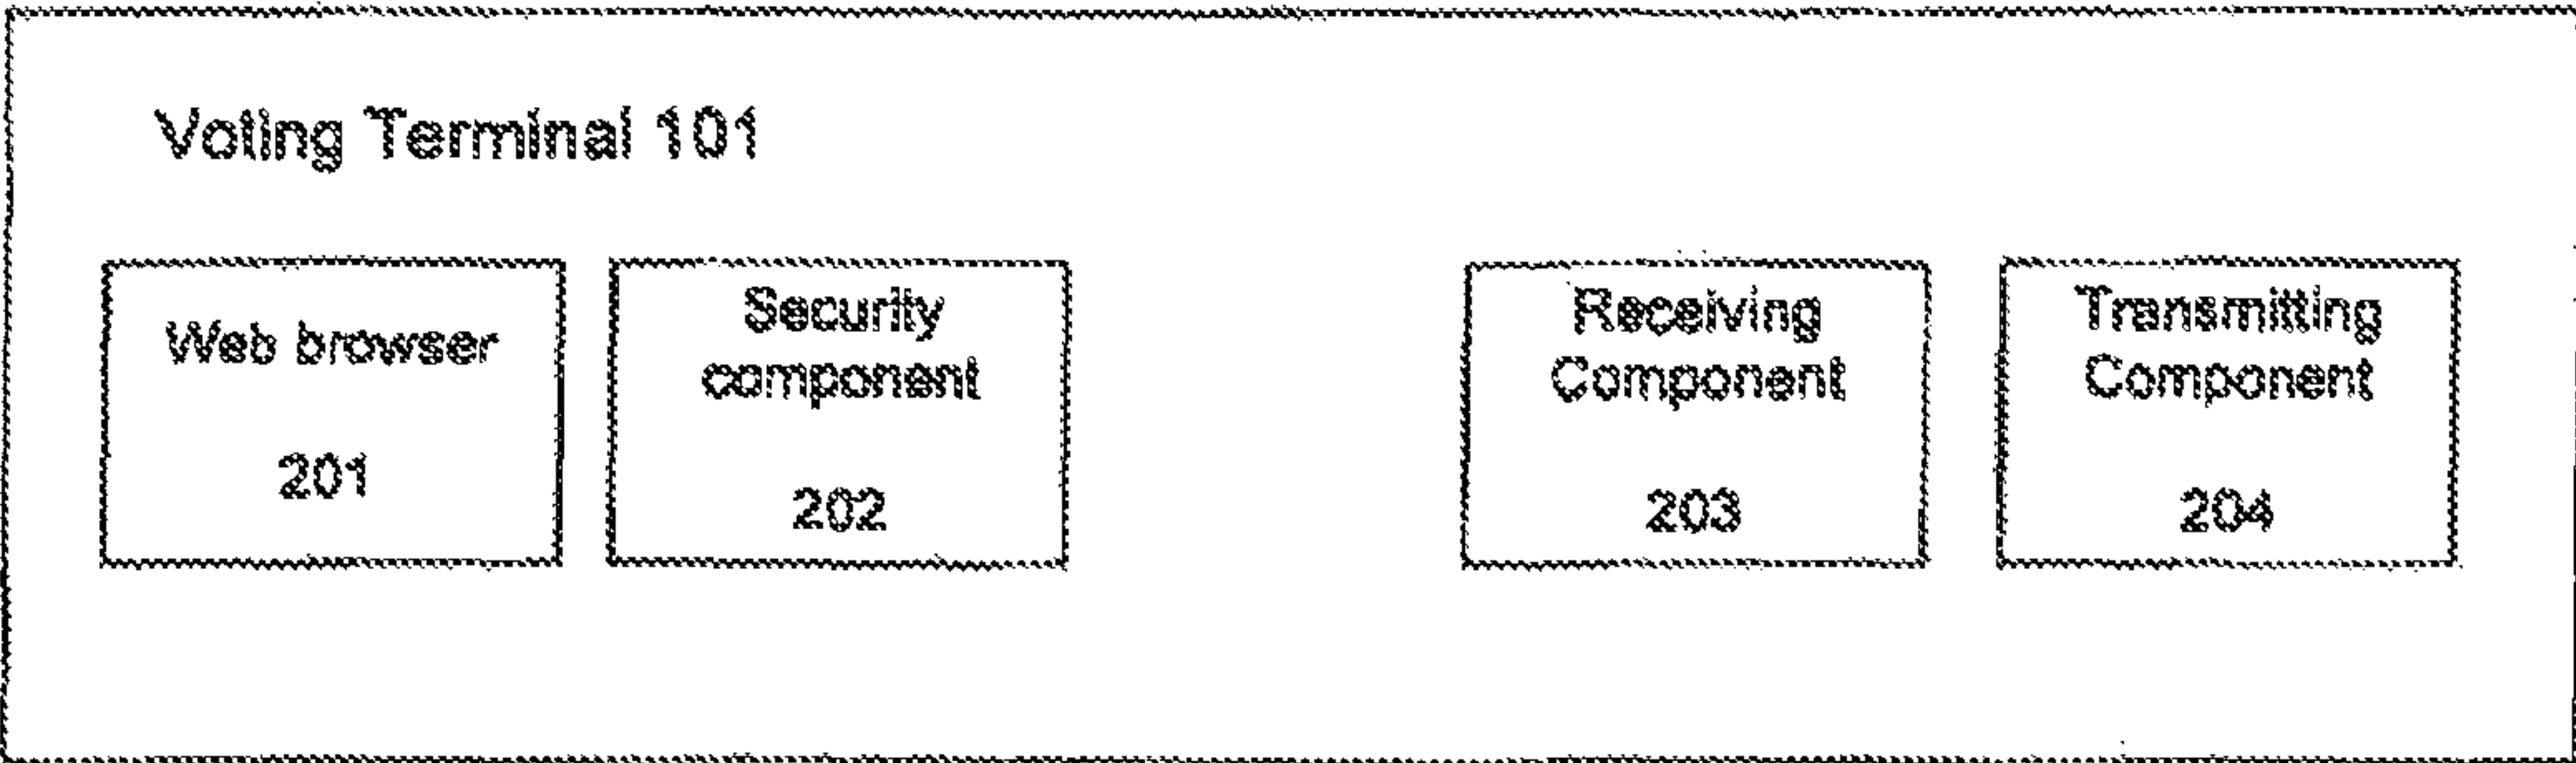 Voting Terminal 101
Web browser
201
Security
component
202
Receiving
Component
203
Transmitting
Component
204